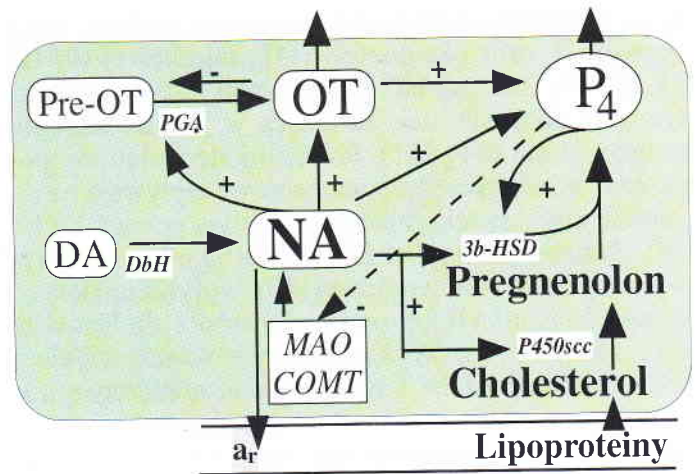 - OT + P4
Pre-OT
PGA
+ + + +
DA DbH NA 3b-HSD
Pregnenolon
- +
MAO
COMT
P450scc
Cholesterol
ar
Lipoproteiny